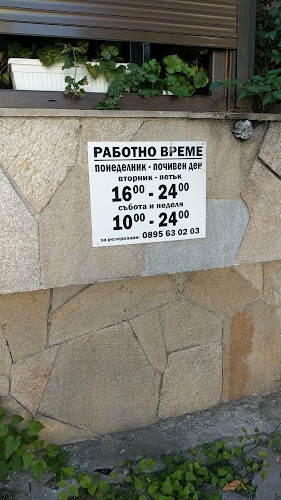 РАБОТНО ВРЕМЕ
ПОНЕДЕЛНИК - ПОЧИВЕН ДЕН
ВТОРНИК - ПЕТЪК
16⁰⁰ - 24⁰⁰
СЪБОТА И НЕДЕЛЯ
10⁰⁰ - 24⁰⁰
за резервации: 0895 63 02 03